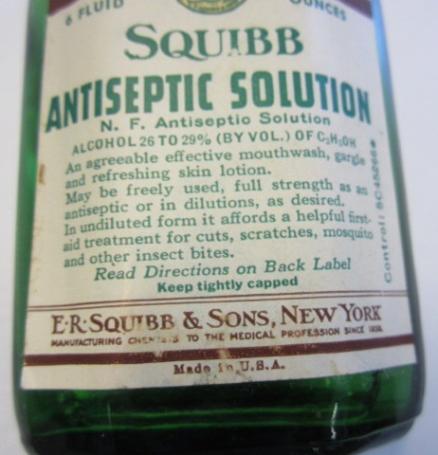 6 FLUID OUNCES
SQUIBB
ANTISEPTIC SOLUTION
N. F. Antiseptic Solution
ALCOHOL 26 TO 29% (BY VOL.) OF C₂H₅OH
An agreeable effective mouthwash, gargle
and refreshing skin lotion.
May be freely used, full strength as an
antiseptic or in dilutions, as desired.
In undiluted form it affords a helpful first-
aid treatment for cuts, scratches, mosquito
and other insect bites.
Read Directions on Back Label
Keep tightly capped
E·R·SQUIBB & SONS, NEW YORK
MANUFACTURING CHEMISTS TO THE MEDICAL PROFESSION SINCE 1858.
Made in U.S.A.
Control: